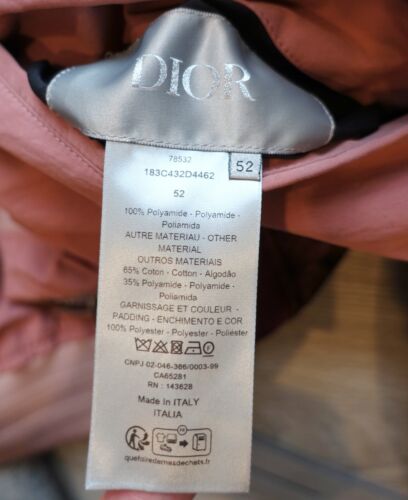 DIOR
78532
52
183C432D4462
52
100% Polyamide - Polyamide -
Poliamida
AUTRE MATERIAU - OTHER
MATERIAL
OUTROS MATERIAIS
65% Coton - Cotton - Algodão
35% Polyamide - Polyamide -
Poliamida
GARNISSAGE ET COULEUR -
PADDING - ENCHIMENTO E COR
100% Polyester - Polyester - Poliéster
CNPJ 02-046-386/0003-99
CA65281
RN : 143628
Made In ITALY
ITALIA
FR
quefairedemesdechets.fr